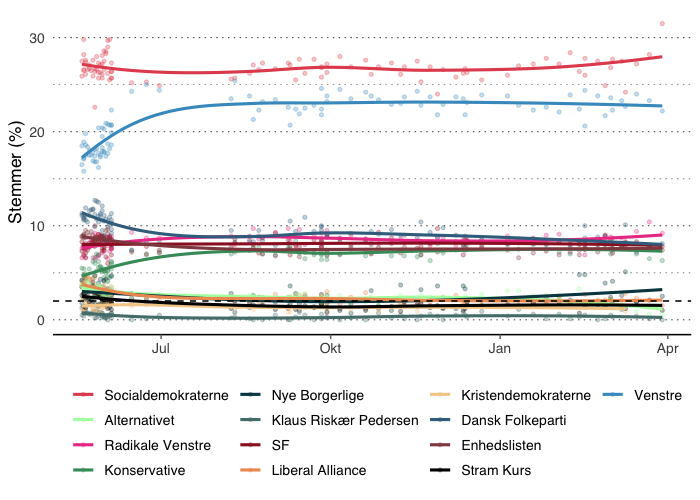 Stemmer (%)
30
20
10
0
Jul Okt Jan Apr
Socialdemokraterne Nye Borgerlige Kristendemokraterne Venstre
Alternativet Klaus Riskær Pedersen Dansk Folkeparti
Radikale Venstre SF Enhedslisten
Konservative Liberal Alliance Stram Kurs